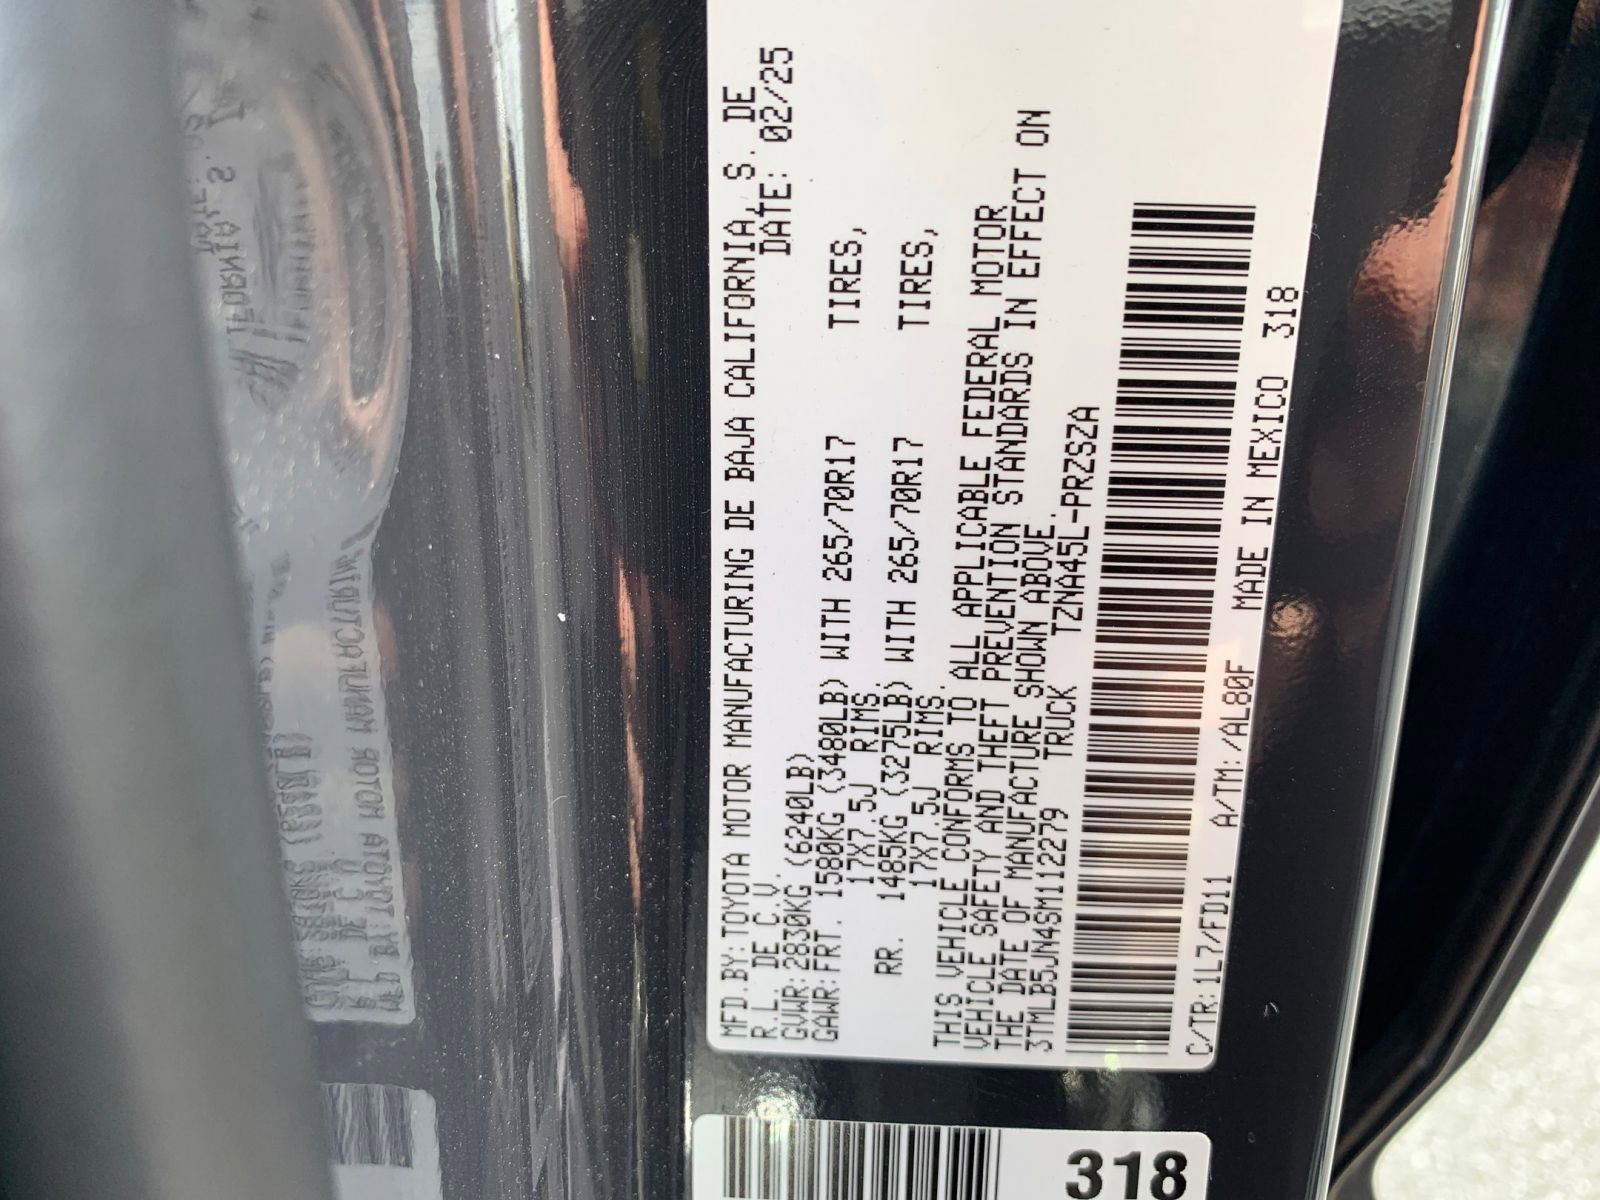 MFD.BY:TOYOTA MOTOR MANUFACTURING DE BAJA CALIFORNIA, S. DE
R.L. DE C.V. DATE: 02/25
GVWR:2830KG (6240LB)
GAWR:FRT. 1580KG (3480LB) WITH 265/70R17 TIRES,
17X7.5J RIMS.
RR. 1485KG (3275LB) WITH 265/70R17 TIRES,
17X7.5J RIMS.
THIS VEHICLE CONFORMS TO ALL APPLICABLE FEDERAL MOTOR
VEHICLE SAFETY AND THEFT PREVENTION STANDARDS IN EFFECT ON
THE DATE OF MANUFACTURE SHOWN ABOVE.
3TMLB5JN4SM112279 TRUCK TZNA45L-PRZSZA
C/TR:1L7/FD11 A/TM:/AL80F MADE IN MEXICO 318
318